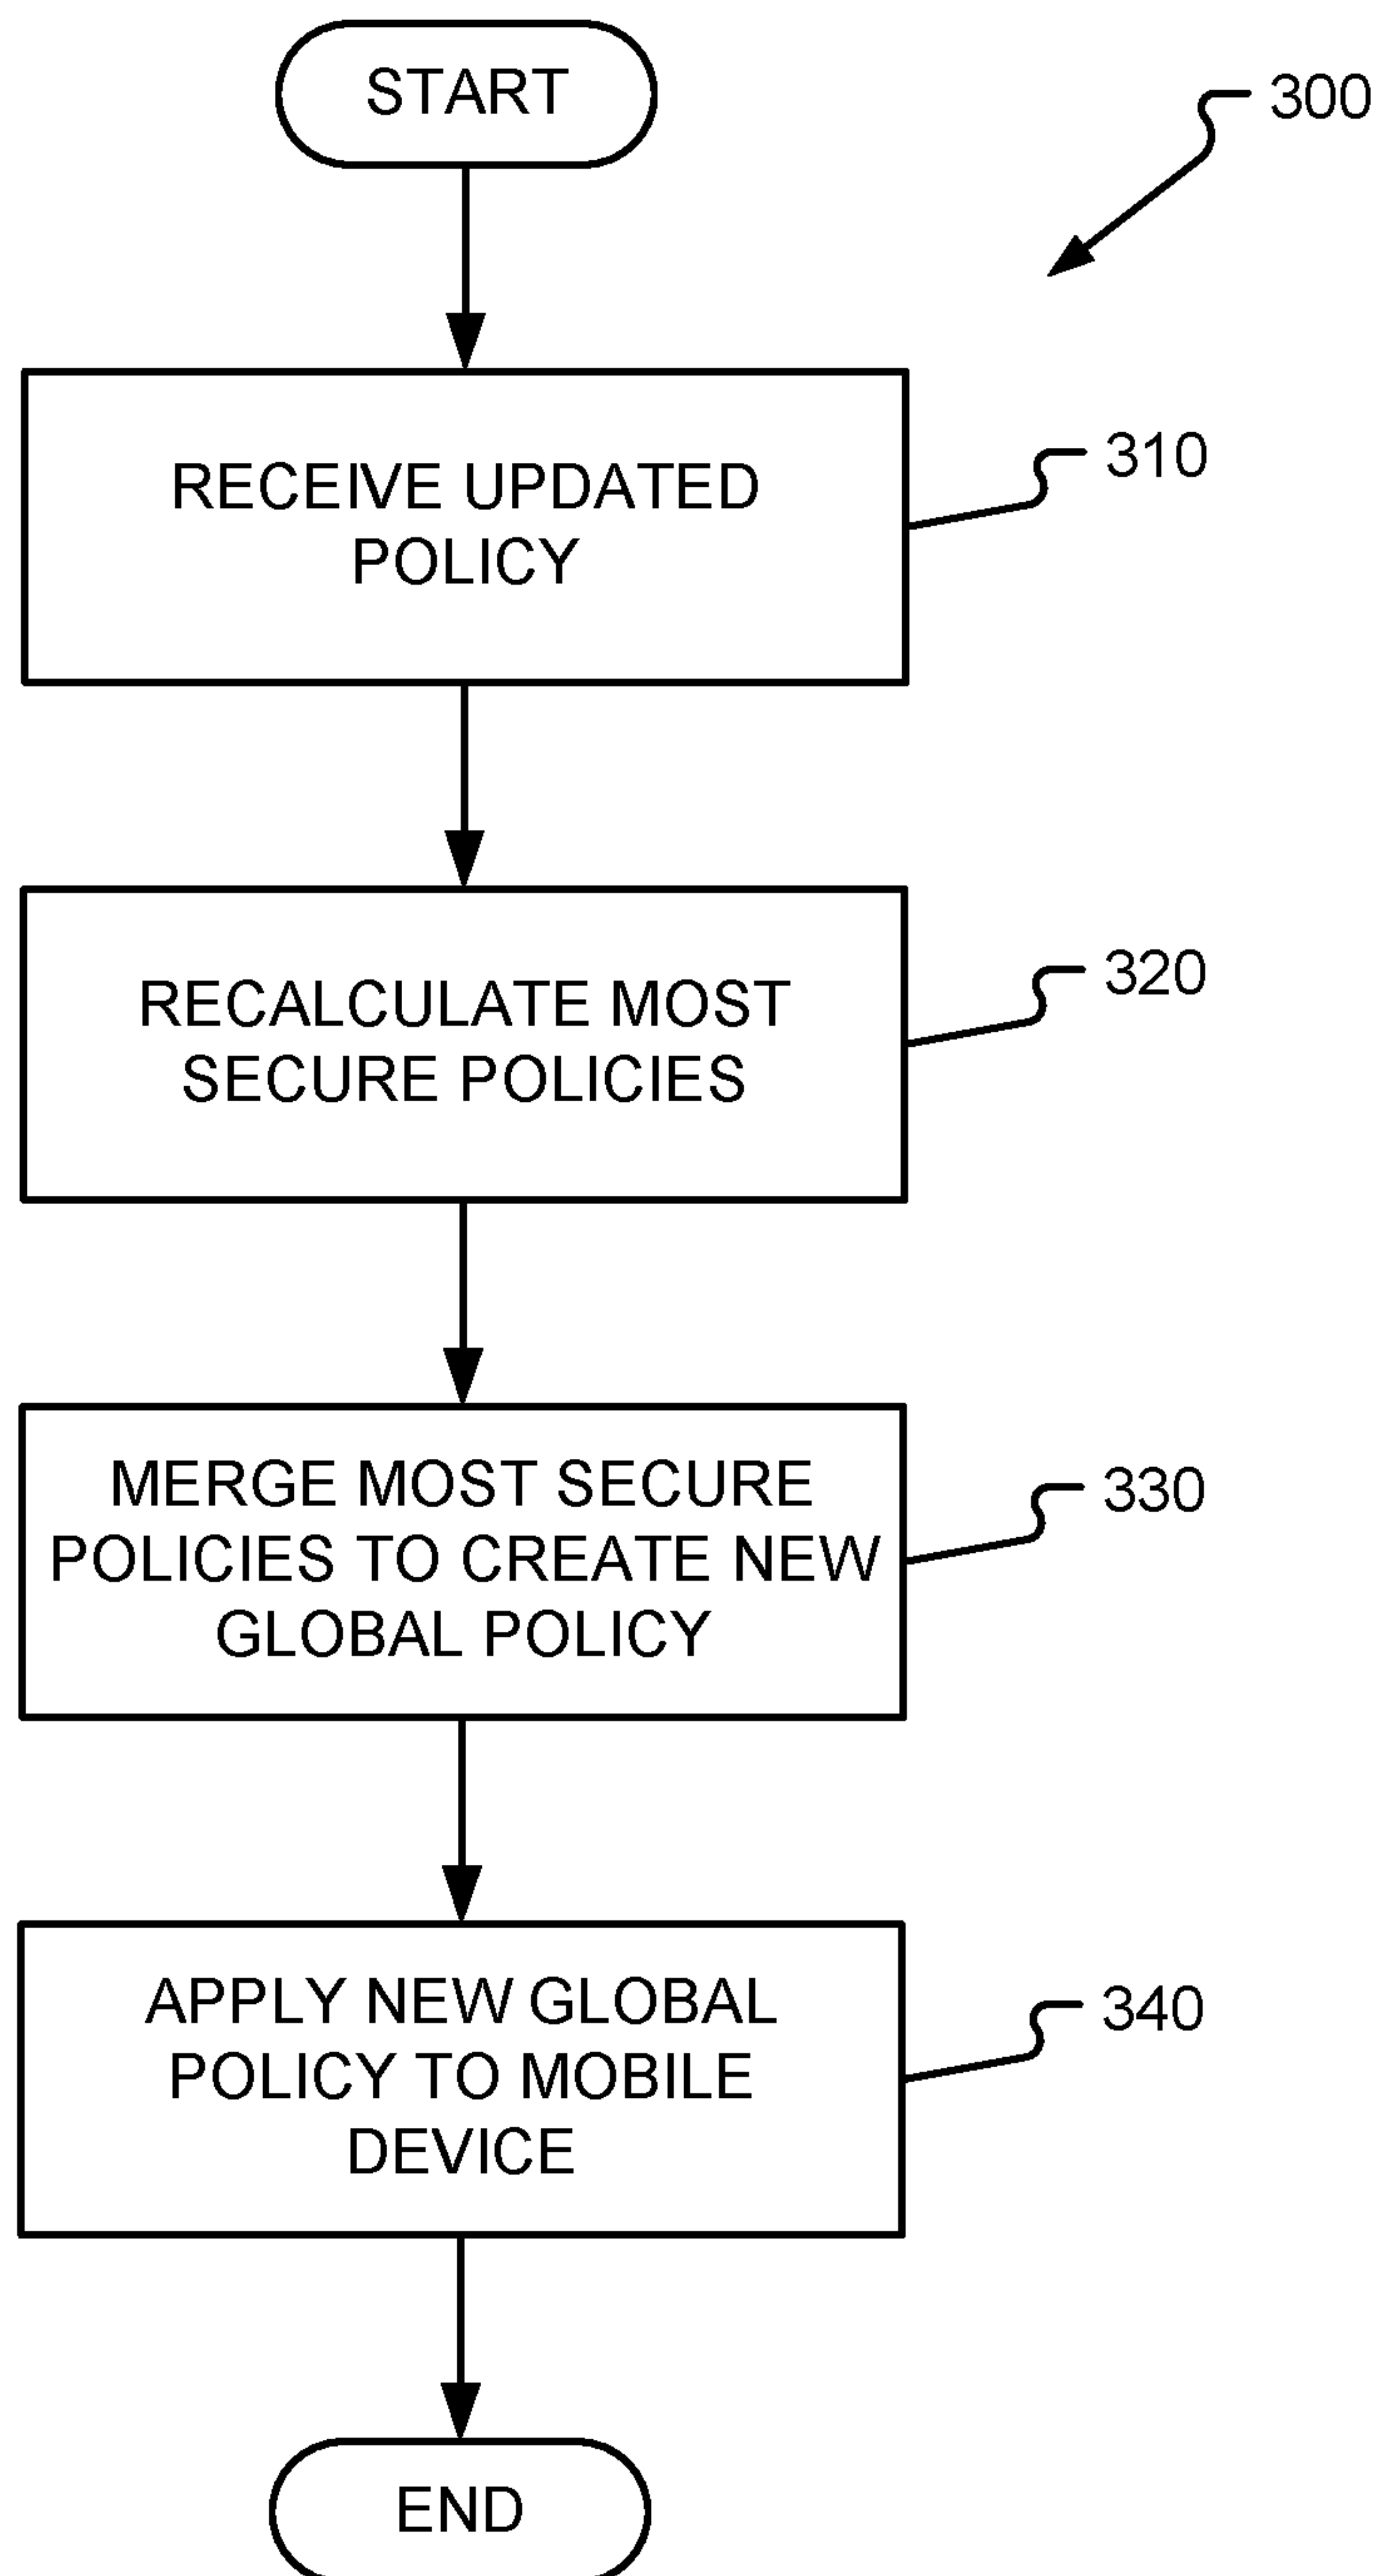 START
300
RECEIVE UPDATED
POLICY
310
RECALCULATE MOST
SECURE POLICIES
320
MERGE MOST SECURE
POLICIES TO CREATE NEW
GLOBAL POLICY
330
APPLY NEW GLOBAL
POLICY TO MOBILE
DEVICE
340
END